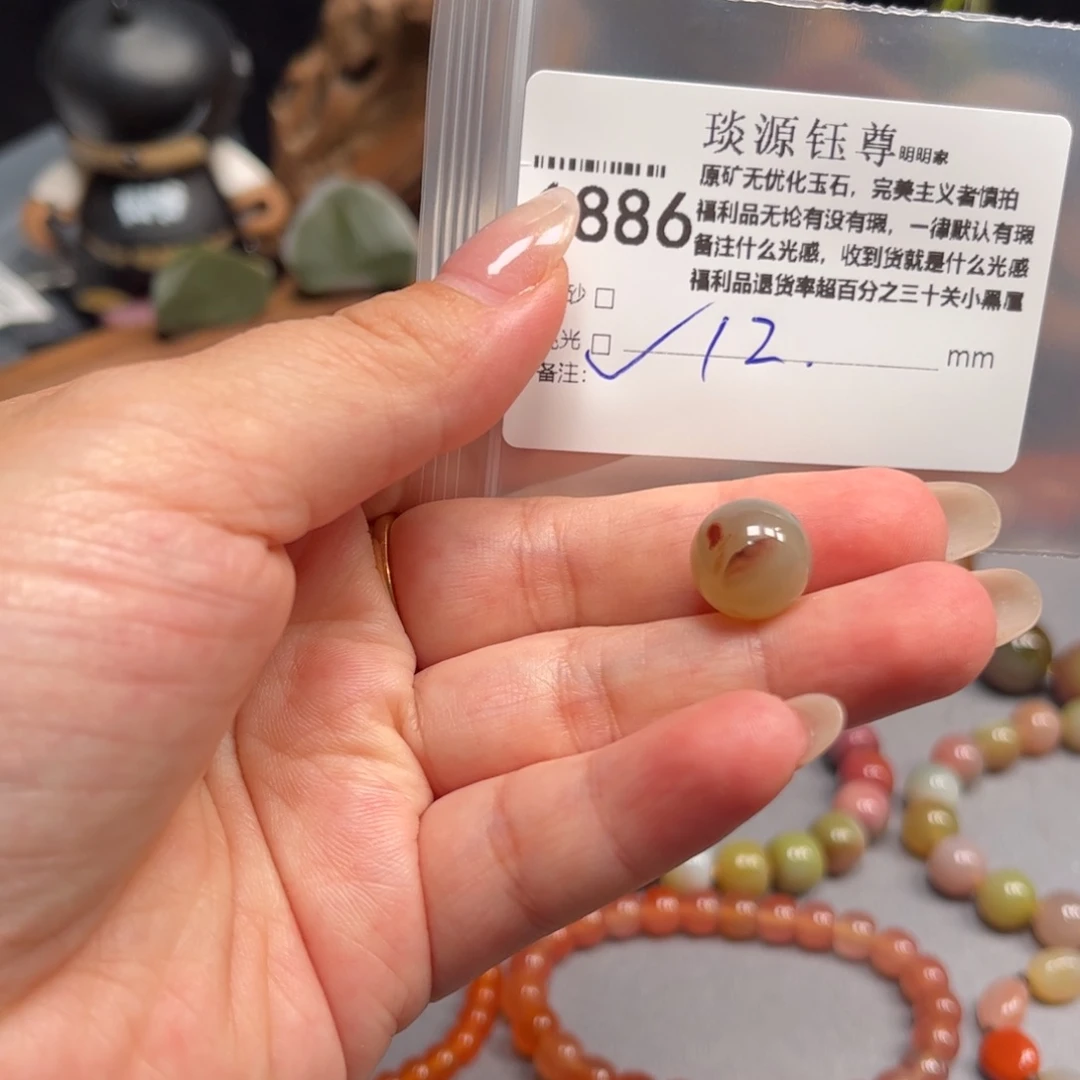 琰源钰尊明明家
原矿无优化玉石，完美主义者慎拍
886
福利品无论有没有瑕，一律默认有瑕
备注什么光感，收到货就是什么光感
福利品退货率超百分之三十关小黑屋
砂 □
光 □ ✓ 12. mm
备注: